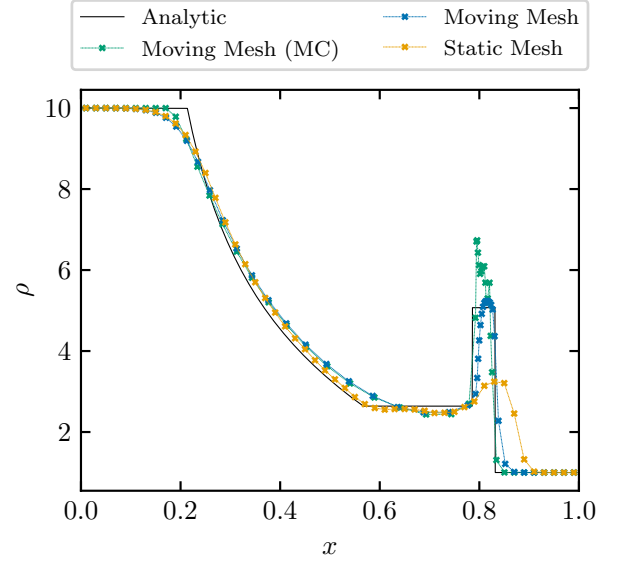 Analytic
Moving Mesh (MC)
Moving Mesh
Static Mesh
10
8
6
4
2
ρ
0.0 0.2 0.4 0.6 0.8 1.0
x